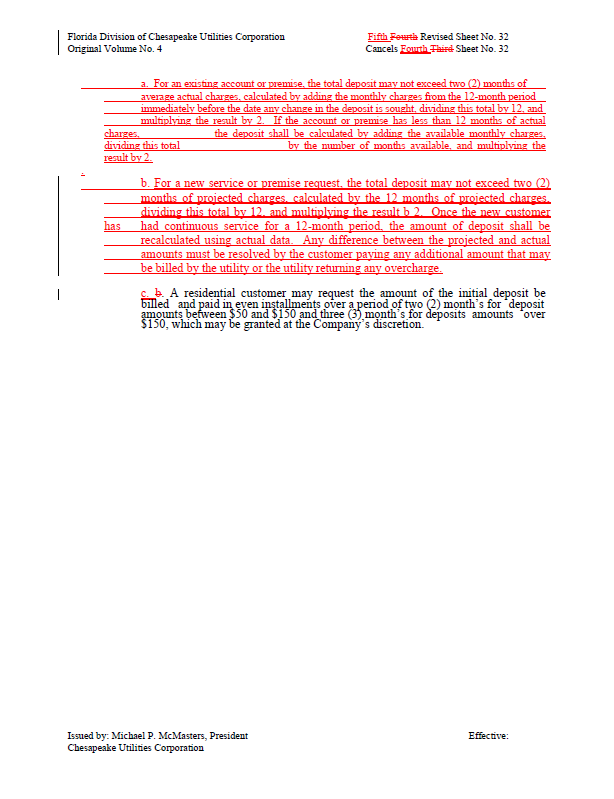 Florida Division of Chesapeake Utilities Corporation Fifth Fourth Revised Sheet No. 32
Original Volume No. 4 Cancels Fourth Third Sheet No. 32
a. For an existing account or premise, the total deposit may not exceed two (2) months of
average actual charges, calculated by adding the monthly charges from the 12-month period
immediately before the date any change in the deposit is sought, dividing this total by 12, and
multiplying the result by 2. If the account or premise has less than 12 months of actual
charges, the deposit shall be calculated by adding the available monthly charges,
dividing this total by the number of months available, and multiplying the
result by 2.
.
b. For a new service or premise request, the total deposit may not exceed two (2)
months of projected charges, calculated by the 12 months of projected charges,
dividing this total by 12, and multiplying the result b 2. Once the new customer
has had continuous service for a 12-month period, the amount of deposit shall be
recalculated using actual data. Any difference between the projected and actual
amounts must be resolved by the customer paying any additional amount that may
be billed by the utility or the utility returning any overcharge.
c. b. A residential customer may request the amount of the initial deposit be
billed and paid in even installments over a period of two (2) month's for deposit
amounts between $50 and $150 and three (3) month's for deposits amounts over
$150, which may be granted at the Company's discretion.
Issued by: Michael P. McMasters, President Effective:
Chesapeake Utilities Corporation